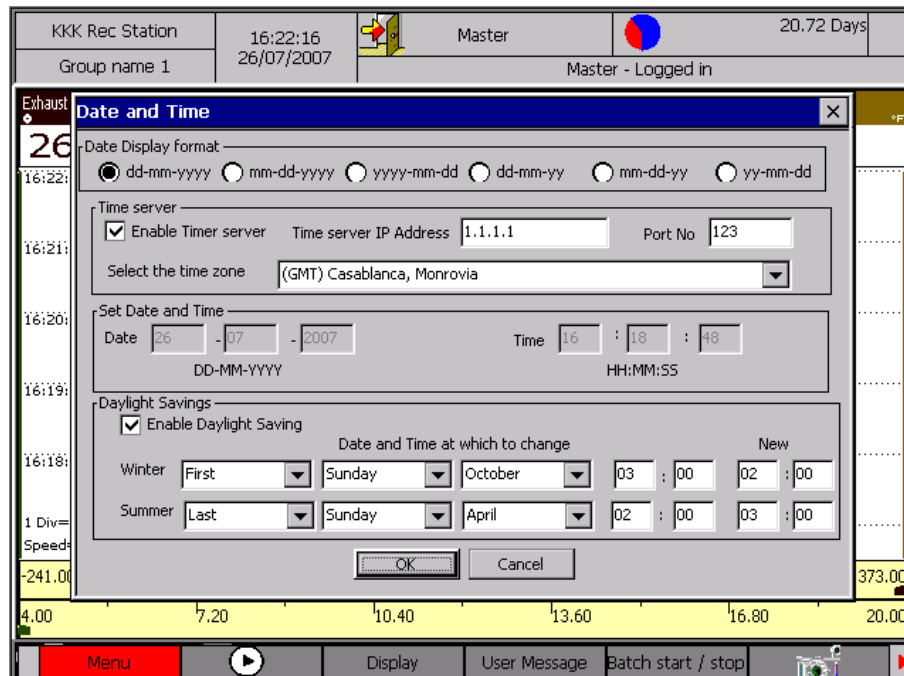 KKK Rec Station
Group name 1
16:22:16
26/07/2007
Master
20.72 Days
Master - Logged in
Exhaust
Date and Time
°F
26
Date Display format
dd-mm-yyyy mm-dd-yyyy yyyy-mm-dd dd-mm-yy mm-dd-yy yy-mm-dd
16:22:
Time server
Enable Timer server Time server IP Address 1.1.1.1 Port No 123
16:21:
Select the time zone (GMT) Casablanca, Monrovia
Set Date and Time
16:20:
Date 26 - 07 - 2007 Time 16 : 18 : 48
DD-MM-YYYY HH:MM:SS
16:19:
Daylight Savings
Enable Daylight Saving
Date and Time at which to change New
16:18:
Winter First Sunday October 03 : 00 02 : 00
Summer Last Sunday April 02 : 00 03 : 00
1 Div=
Speed=
OK Cancel
-241.00 373.00
4.00 7.20 10.40 13.60 16.80 20.00
Menu Display User Message Batch start / stop